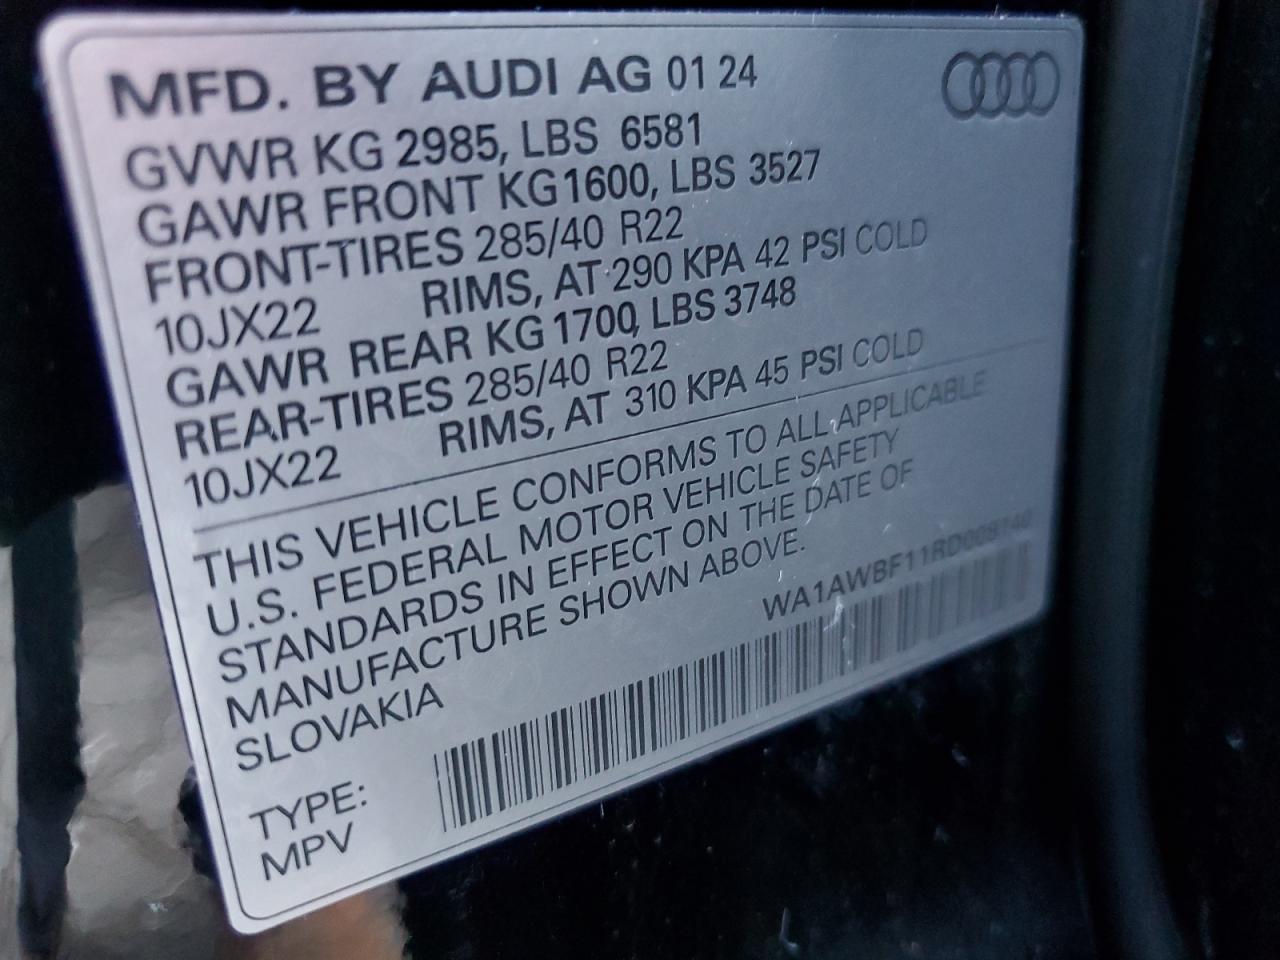 MFD. BY AUDI AG 01 24
GVWR KG 2985, LBS 6581
GAWR FRONT KG 1600, LBS 3527
FRONT-TIRES 285/40 R22
10JX22 RIMS, AT 290 KPA 42 PSI COLD
GAWR REAR KG 1700, LBS 3748
REAR-TIRES 285/40 R22
10JX22 RIMS, AT 310 KPA 45 PSI COLD
THIS VEHICLE CONFORMS TO ALL APPLICABLE
U.S. FEDERAL MOTOR VEHICLE SAFETY
STANDARDS IN EFFECT ON THE DATE OF
MANUFACTURE SHOWN ABOVE.
SLOVAKIA
TYPE:
MPV